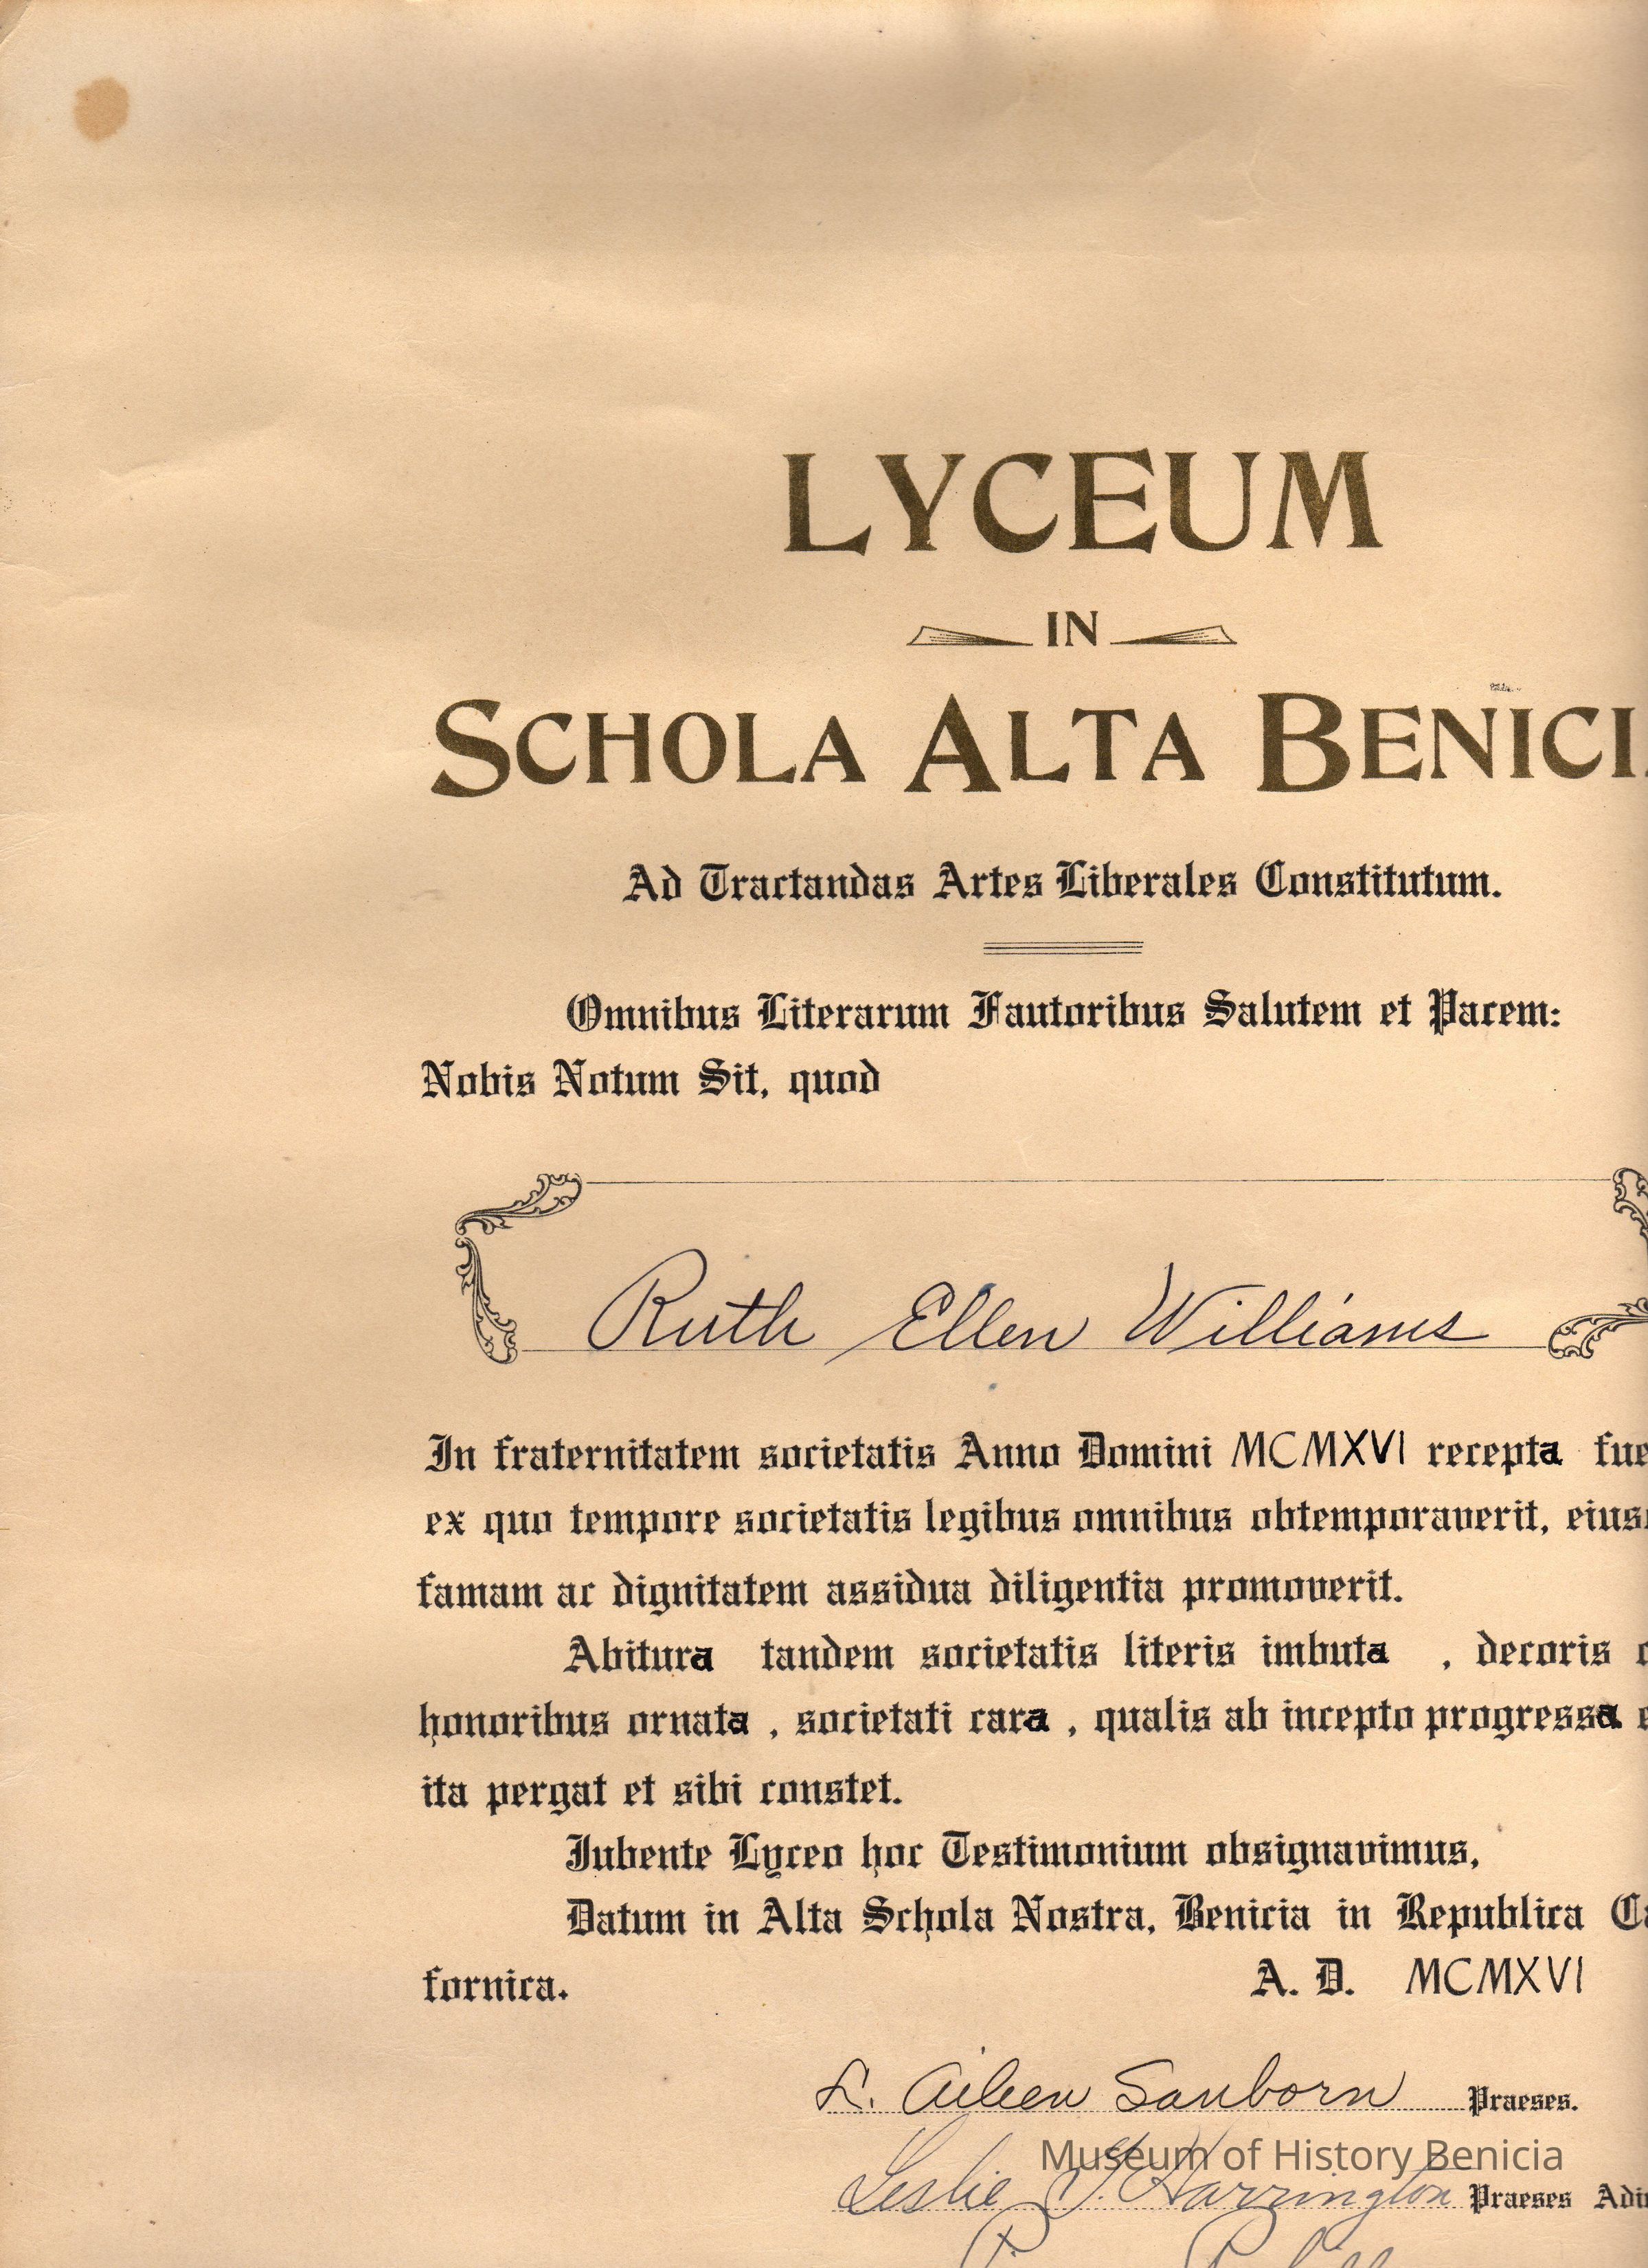 LYCEUM
IN
SCHOLA ALTA BENICI
Ad Tractandas Artes Liberales Constitutum.
Omnibus Literarum Fautoribus Salutem et Pacem:
Nobis Notum Sit, quod
Ruth Ellen Williams
In fraternitatem societatis Anno Domini MCMXVI recepta fue
ex quo tempore societatis legibus omnibus obtemporaverit, eius
famam ac dignitatem assidua diligentia promoverit.
Abitura tandem societatis literis imbuta , decoris
honoribus ornata , societati cara , qualis ab incepto progressa e
ita pergat et sibi constet.
Jubente Lyceo hoc Testimonium obsignavimus,
Datum in Alta Schola Nostra, Benicia in Republica Ca
fornica. A. D. MCMXVI
L. Aileen Sanborn Praeses.
Museum of History Benicia
Leslie J. Harrington Praeses Adi